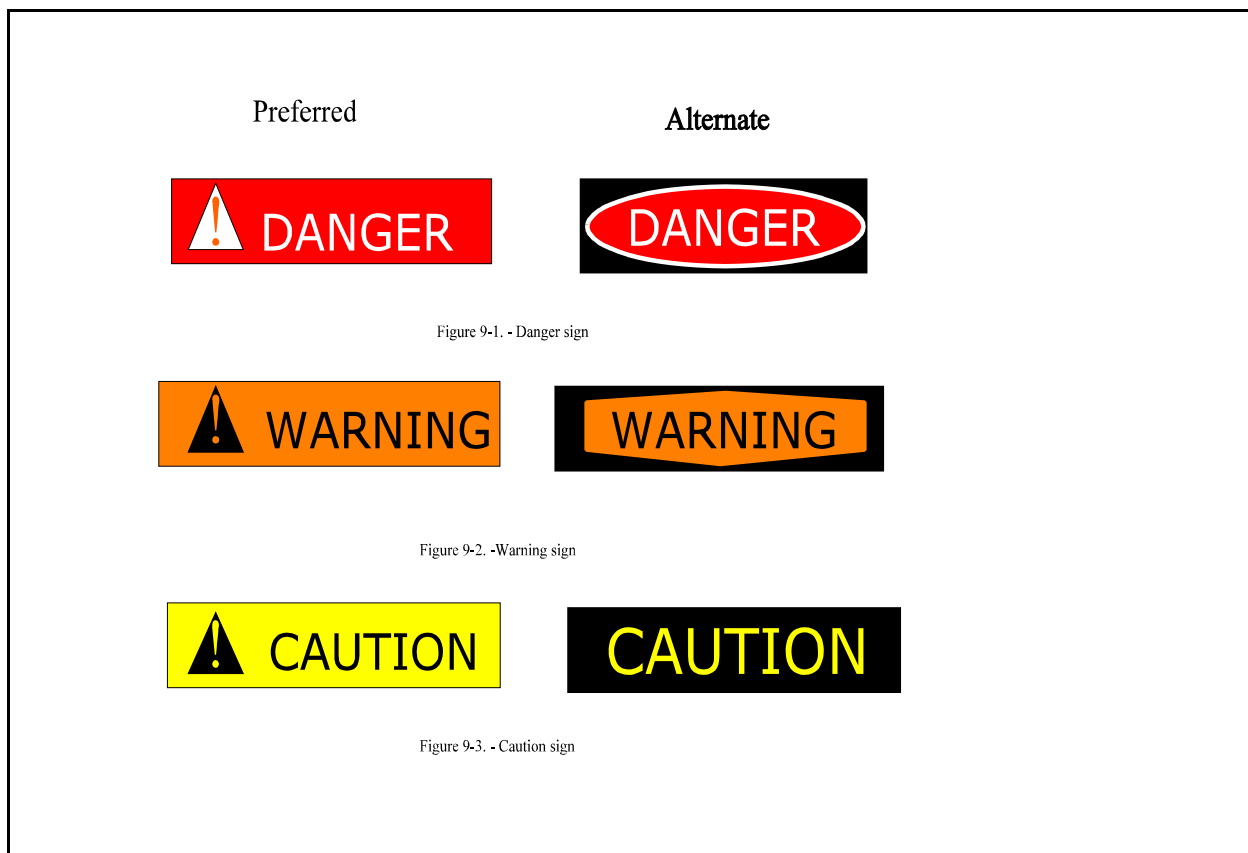 Preferred
Alternate
! DANGER
DANGER
Figure 9-1. - Danger sign
! WARNING
WARNING
Figure 9-2. -Warning sign
! CAUTION
CAUTION
Figure 9-3. - Caution sign